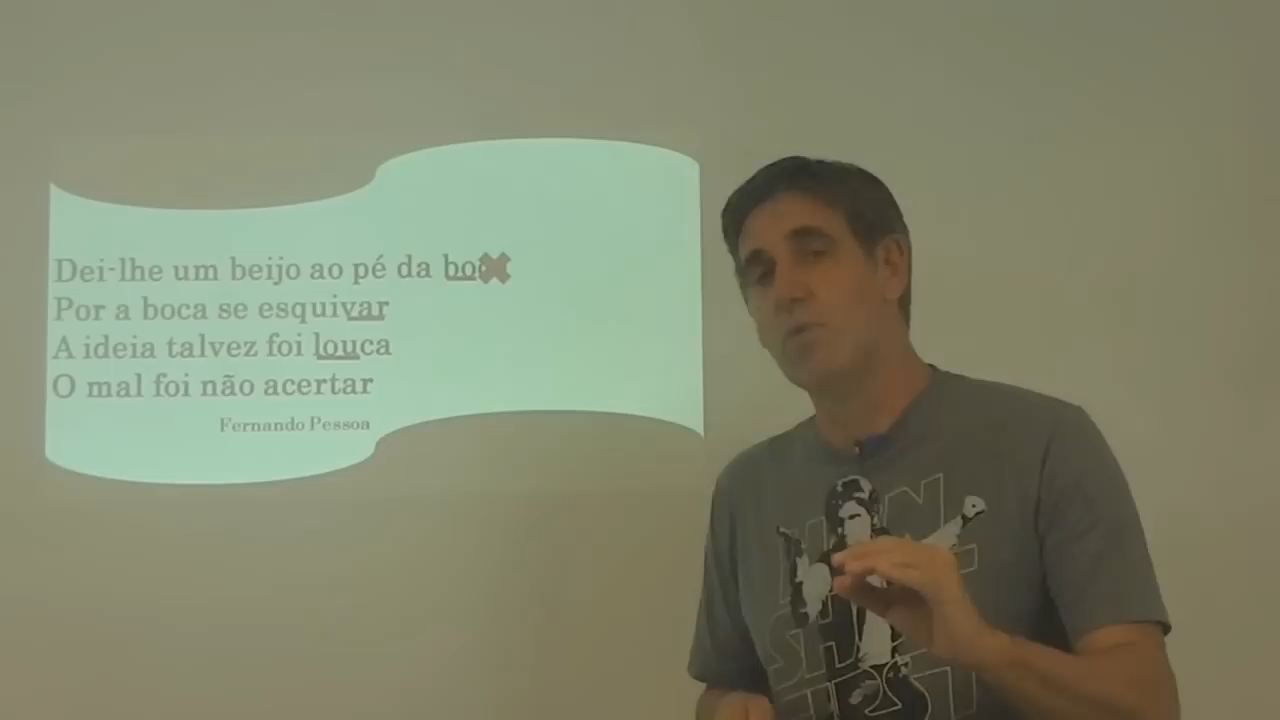 Dei-lhe um beijo ao pé da
Por a boca se esquivar
A ideia talvez foi louca
O mal foi não acertar
Fernando Pessoa